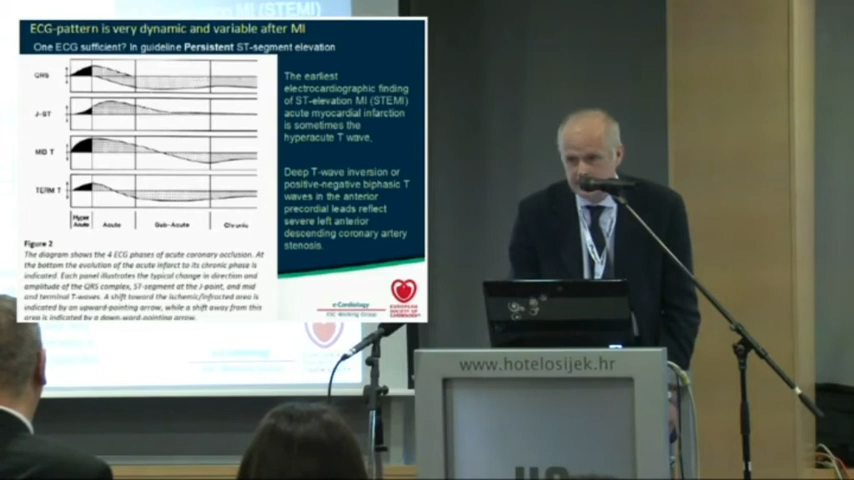 ECG-pattern is very dynamic and variable after MI
One ECG sufficient? In guideline Persistent ST-segment elevation
QRS
J-ST
MID T
TERM T
Hyper Acute
Acute
Sub-Acute
Chronic
Figure 2
The diagram shows the 4 ECG phases of acute coronary occlusion. At
the bottom the evolution of the acute infarct to its chronic phase is
indicated. Each panel illustrates the typical change in direction and
amplitude of the QRS complex, ST-segment at the J-point, and mid
and terminal T-waves. A shift toward the ischemic/infarcted area is
indicated by an upward-pointing arrow, while a shift away from this
area is indicated by a down-ward-pointing arrow.
The earliest
electrocardiographic finding
of ST-elevation MI (STEMI)
acute myocardial infarction
is sometimes the
hyperacute T wave,
Deep T-wave inversion or
positive-negative biphasic T
waves in the anterior
precordial leads reflect
severe left anterior
descending coronary artery
stenosis.
e-Cardiology
ESC Working Group
EUROPEAN
SOCIETY OF
CARDIOLOGY
MI (STEMI)
www.hotelosijek.hr